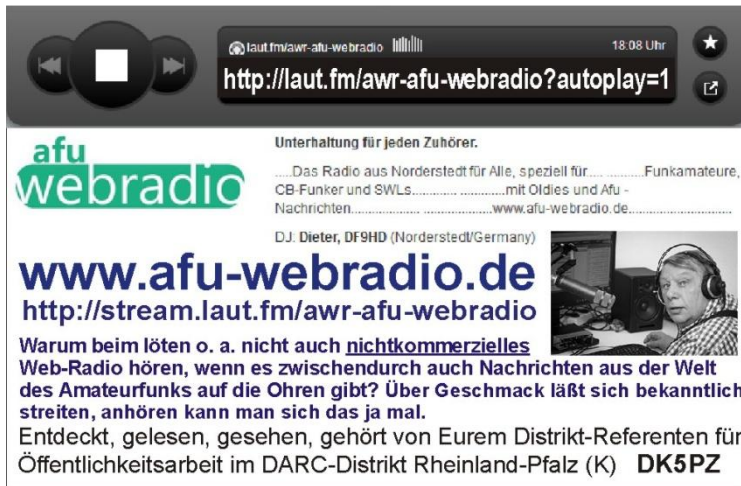 laut.fm/awr-afu-webradio 18:08 Uhr
http://laut.fm/awr-afu-webradio?autoplay=1
afu
webradio
Unterhaltung für jeden Zuhörer.
.....Das Radio aus Norderstedt für Alle, speziell für..... ............Funkamateure,
CB-Funker und SWLs............. .............mit Oldies und Afu -
Nachrichten.................. ......................www.afu-webradio.de..........................
DJ: Dieter, DF9HD (Norderstedt/Germany)
www.afu-webradio.de
http://stream.laut.fm/awr-afu-webradio
Warum beim löten o. a. nicht auch nichtkommerzielles
Web-Radio hören, wenn es zwischendurch auch Nachrichten aus der Welt
des Amateurfunks auf die Ohren gibt? Über Geschmack läßt sich bekanntlich
streiten, anhören kann man sich das ja mal.
Entdeckt, gelesen, gesehen, gehört von Eurem Distrikt-Referenten für
Öffentlichkeitsarbeit im DARC-Distrikt Rheinland-Pfalz (K) DK5PZ